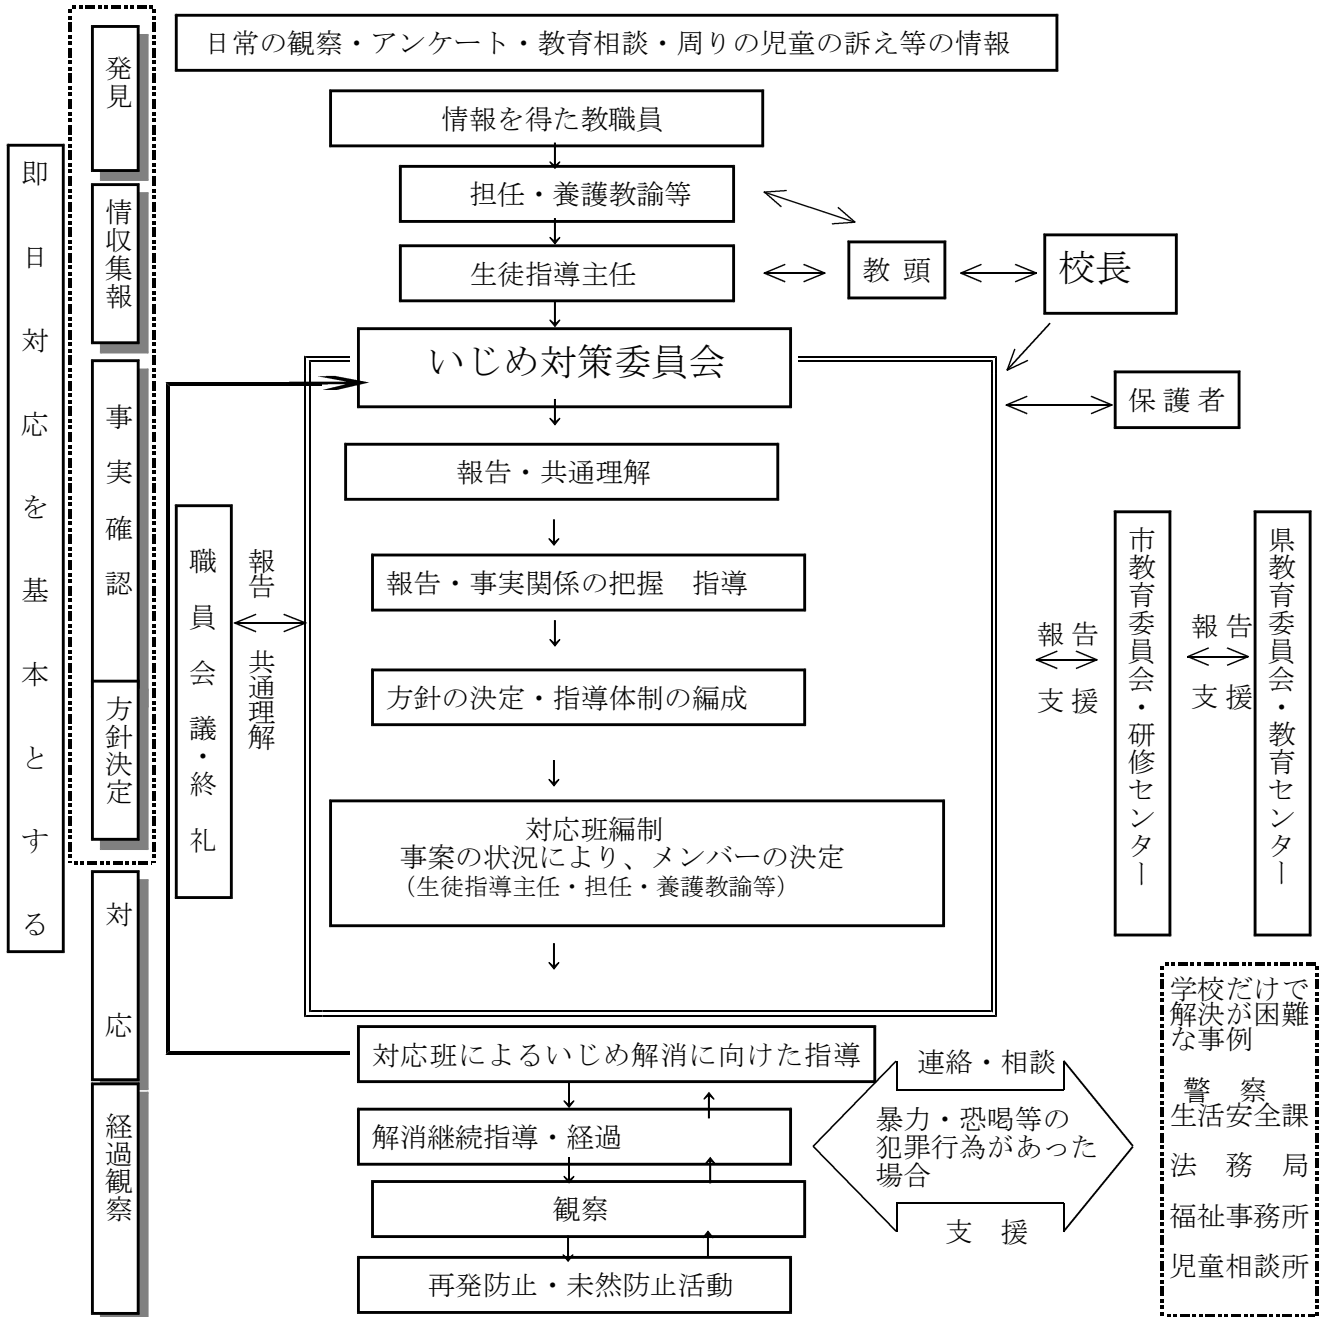 日常の観察・アンケート・教育相談・周りの児童の訴え等の情報
発見
情報を得た教職員
即日対応を基本とする
担任・養護教諭等
情収集報
生徒指導主任
教頭
校長
いじめ対策委員会
事実確認
保護者
報告・共通理解
職員会議・終礼
報告
共通理解
報告・事実関係の把握　指導
市教育委員会・研修センター
県教育委員会・教育センター
報告
支援
報告
支援
方針の決定・指導体制の編成
方針決定
対応班編制
事案の状況により、メンバーの決定
（生徒指導主任・担任・養護教諭等）
対応
対応班によるいじめ解消に向けた指導
経過観察
解消継続指導・経過
観察
再発防止・未然防止活動
連絡・相談
暴力・恐喝等の
犯罪行為があった
場合
支　援
学校だけで
解決が困難
な事例
警　察
生活安全課
法　務　局
福祉事務所
児童相談所